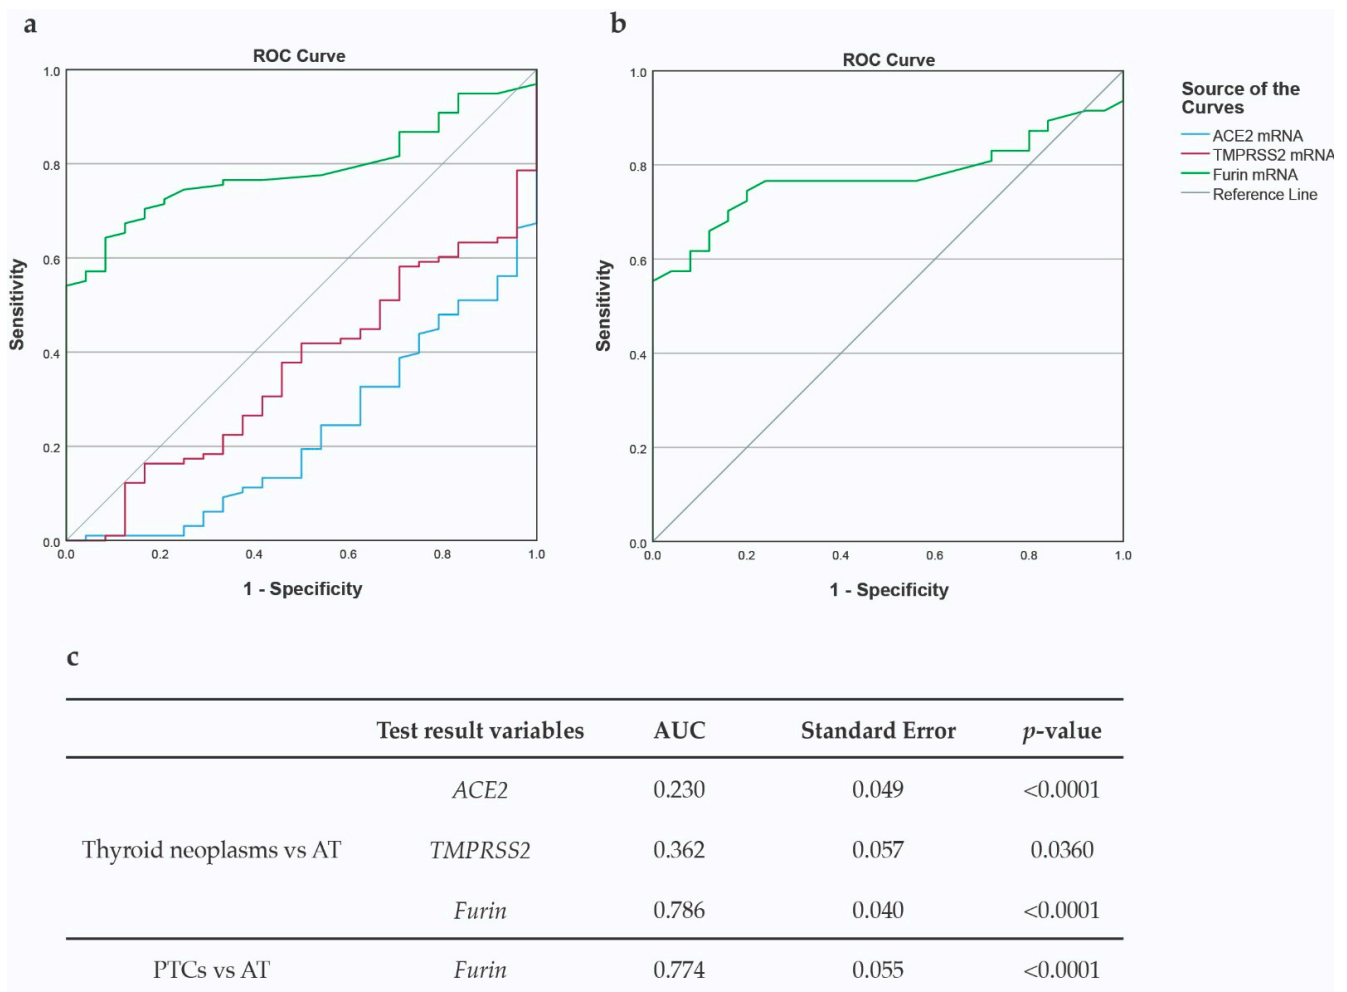 a
ROC Curve
1.0
0.8
0.6
0.4
0.2
0.0
0.0 0.2 0.4 0.6 0.8 1.0
Sensitivity
1 - Specificity
b
ROC Curve
1.0
0.8
0.6
0.4
0.2
0.0
0.0 0.2 0.4 0.6 0.8 1.0
Sensitivity
1 - Specificity
Source of the
Curves
ACE2 mRNA
TMPRSS2 mRNA
Furin mRNA
Reference Line
c
Test result variables AUC Standard Error p-value
ACE2 0.230 0.049 <0.0001
Thyroid neoplasms vs AT TMPRSS2 0.362 0.057 0.0360
Furin 0.786 0.040 <0.0001
PTCs vs AT Furin 0.774 0.055 <0.0001